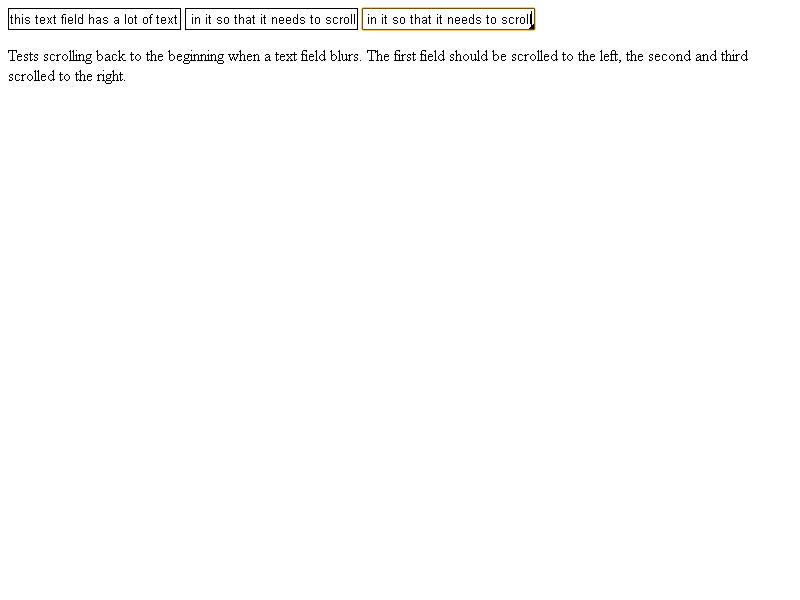 this text field has a lot of text in it so that it needs to scroll in it so that it needs to scroll
Tests scrolling back to the beginning when a text field blurs. The first field should be scrolled to the left, the second and third
scrolled to the right.